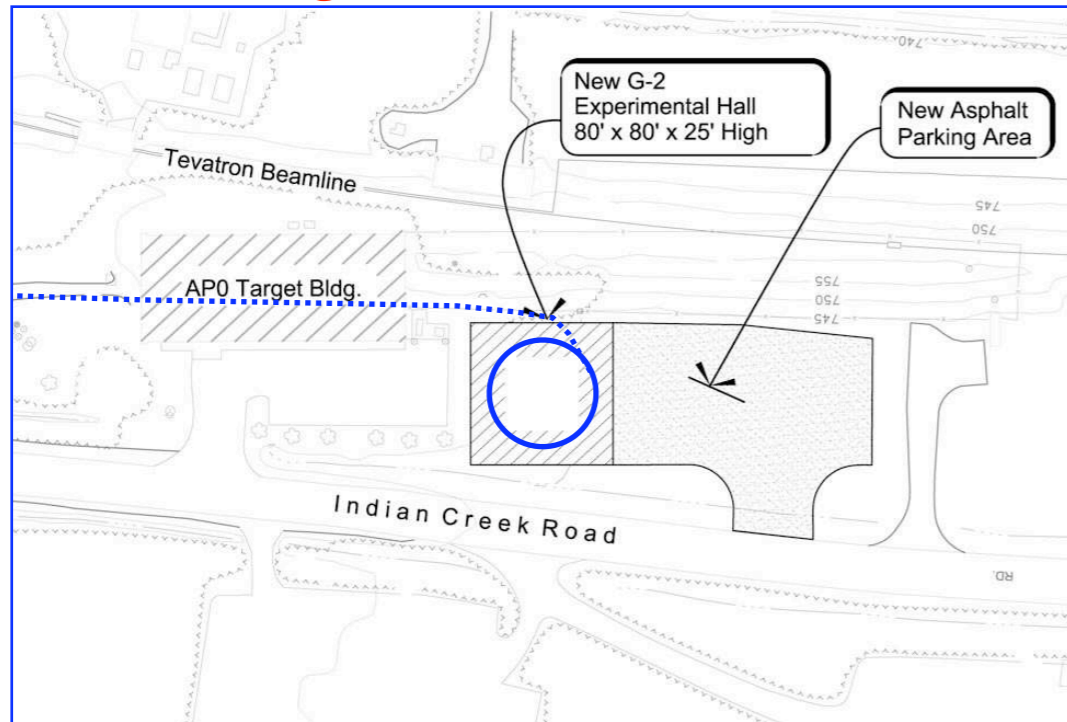 740
New G-2
Experimental Hall
80' x 80' x 25' High
New Asphalt
Parking Area
Tevatron Beamline
745
750
AP0 Target Bldg.
755
750
745
Indian Creek Road
RD.